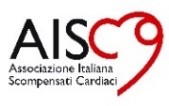 AISC
Associazione Italiana
Scompensati Cardiaci